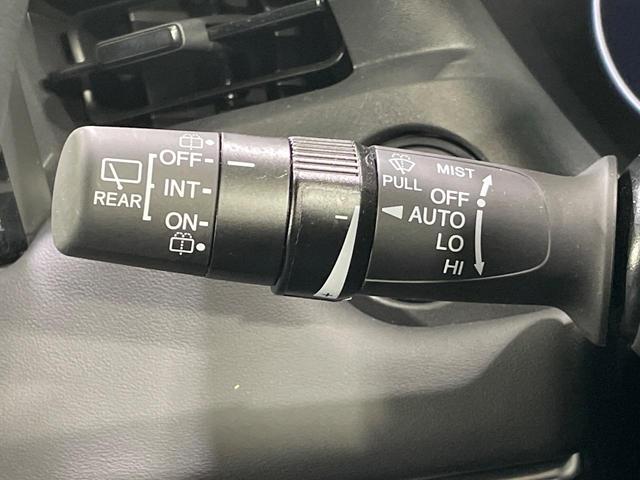 REAR
OFF
INT
ON
− +
PULL
MIST
OFF
AUTO
LO
HI